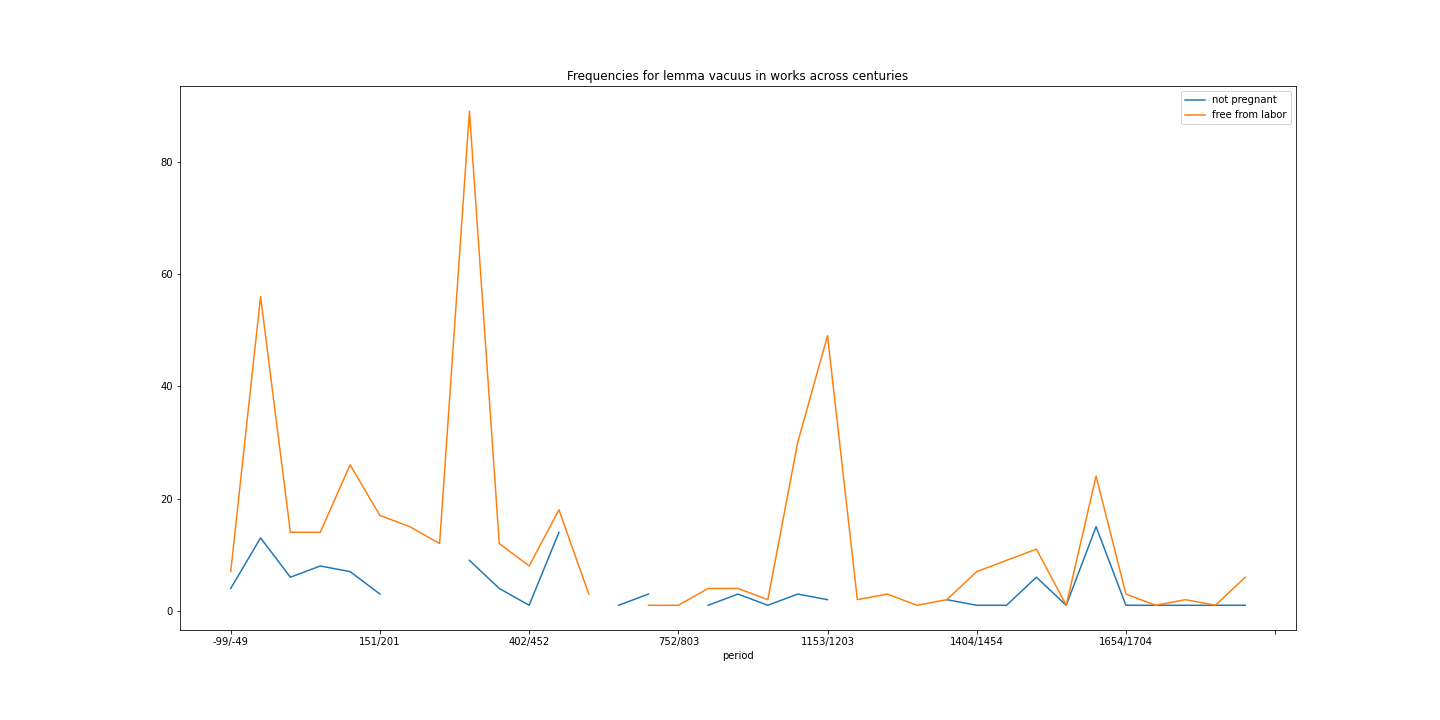 Frequencies for lemma vacuus in works across centuries
not pregnant
free from labor
80
60
40
20
0
-99/-49 151/201 402/452 752/803 1153/1203 1404/1454 1654/1704
period